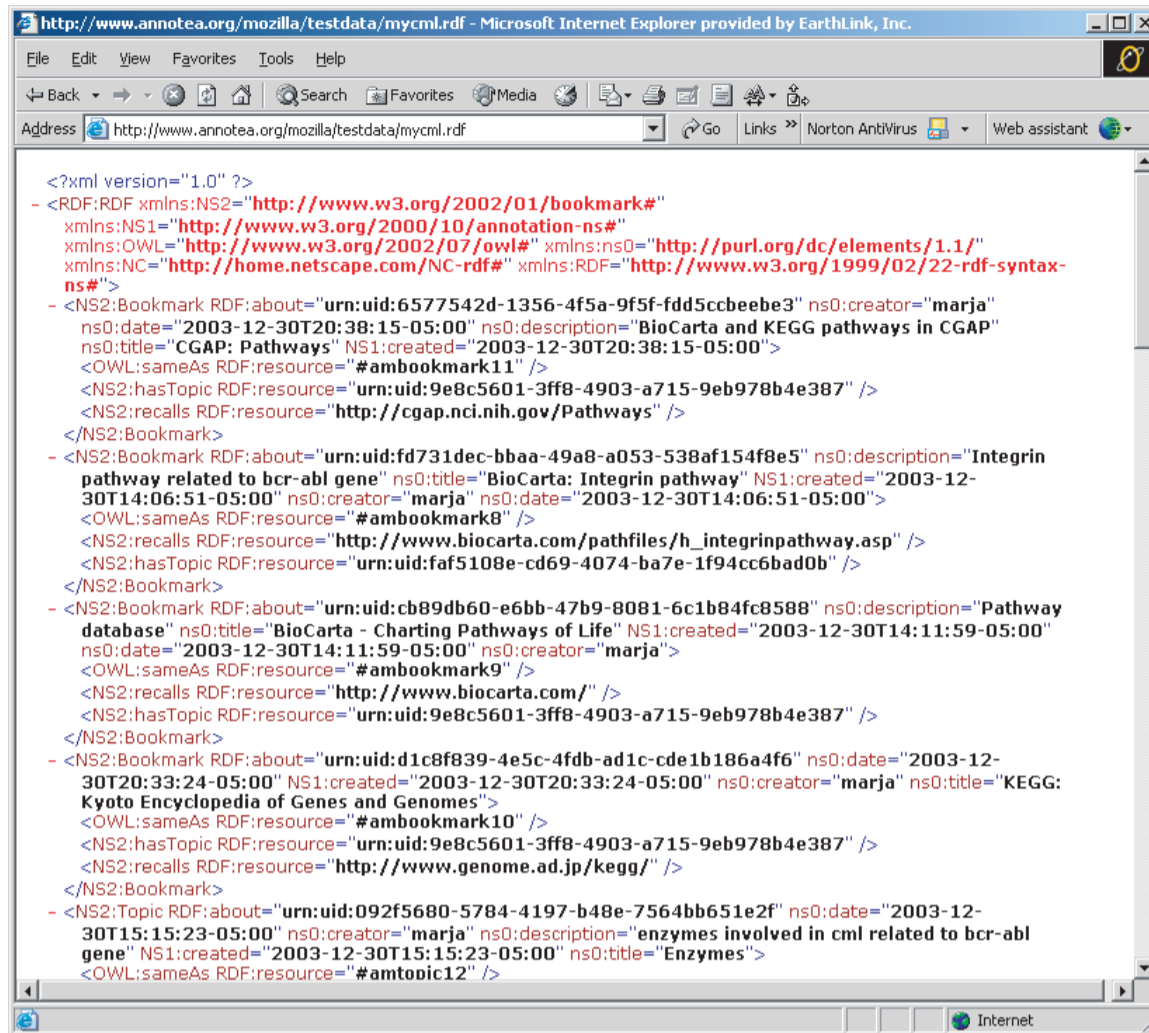 http://www.annotea.org/mozilla/testdata/mycml.rdf - Microsoft Internet Explorer provided by EarthLink, Inc.
File Edit View Favorites Tools Help
Back Search Favorites Media
Address http://www.annotea.org/mozilla/testdata/mycml.rdf Go Links » Norton AntiVirus Web assistant
<?xml version="1.0" ?>
- <RDF:RDF xmlns:NS2="http://www.w3.org/2002/01/bookmark#"
xmlns:NS1="http://www.w3.org/2000/10/annotation-ns#"
xmlns:OWL="http://www.w3.org/2002/07/owl#" xmlns:ns0="http://purl.org/dc/elements/1.1/"
xmlns:NC="http://home.netscape.com/NC-rdf#" xmlns:RDF="http://www.w3.org/1999/02/22-rdf-syntax-
ns#">
- <NS2:Bookmark RDF:about="urn:uid:6577542d-1356-4f5a-9f5f-fdd5ccbeebe3" ns0:creator="marja"
ns0:date="2003-12-30T20:38:15-05:00" ns0:description="BioCarta and KEGG pathways in CGAP"
ns0:title="CGAP: Pathways" NS1:created="2003-12-30T20:38:15-05:00">
<OWL:sameAs RDF:resource="#ambookmark11" />
<NS2:hasTopic RDF:resource="urn:uid:9e8c5601-3ff8-4903-a715-9eb978b4e387" />
<NS2:recalls RDF:resource="http://cgap.nci.nih.gov/Pathways" />
</NS2:Bookmark>
- <NS2:Bookmark RDF:about="urn:uid:fd731dec-bbaa-49a8-a053-538af154f8e5" ns0:description="Integrin
pathway related to bcr-abl gene" ns0:title="BioCarta: Integrin pathway" NS1:created="2003-12-
30T14:06:51-05:00" ns0:creator="marja" ns0:date="2003-12-30T14:06:51-05:00">
<OWL:sameAs RDF:resource="#ambookmark8" />
<NS2:recalls RDF:resource="http://www.biocarta.com/pathfiles/h_integrinpathway.asp" />
<NS2:hasTopic RDF:resource="urn:uid:faf5108e-cd69-4074-ba7e-1f94cc6bad0b" />
</NS2:Bookmark>
- <NS2:Bookmark RDF:about="urn:uid:cb89db60-e6bb-47b9-8081-6c1b84fc8588" ns0:description="Pathway
database" ns0:title="BioCarta - Charting Pathways of Life" NS1:created="2003-12-30T14:11:59-05:00"
ns0:date="2003-12-30T14:11:59-05:00" ns0:creator="marja">
<OWL:sameAs RDF:resource="#ambookmark9" />
<NS2:recalls RDF:resource="http://www.biocarta.com/" />
<NS2:hasTopic RDF:resource="urn:uid:9e8c5601-3ff8-4903-a715-9eb978b4e387" />
</NS2:Bookmark>
- <NS2:Bookmark RDF:about="urn:uid:d1c8f839-4e5c-4fdb-ad1c-cde1b186a4f6" ns0:date="2003-12-
30T20:33:24-05:00" NS1:created="2003-12-30T20:33:24-05:00" ns0:creator="marja" ns0:title="KEGG:
Kyoto Encyclopedia of Genes and Genomes">
<OWL:sameAs RDF:resource="#ambookmark10" />
<NS2:hasTopic RDF:resource="urn:uid:9e8c5601-3ff8-4903-a715-9eb978b4e387" />
<NS2:recalls RDF:resource="http://www.genome.ad.jp/kegg/" />
</NS2:Bookmark>
- <NS2:Topic RDF:about="urn:uid:092f5680-5784-4197-b48e-7564bb651e2f" ns0:date="2003-12-
30T15:15:23-05:00" ns0:creator="marja" ns0:description="enzymes involved in cml related to bcr-abl
gene" NS1:created="2003-12-30T15:15:23-05:00" ns0:title="Enzymes">
<OWL:sameAs RDF:resource="#amtopic12" />
Internet